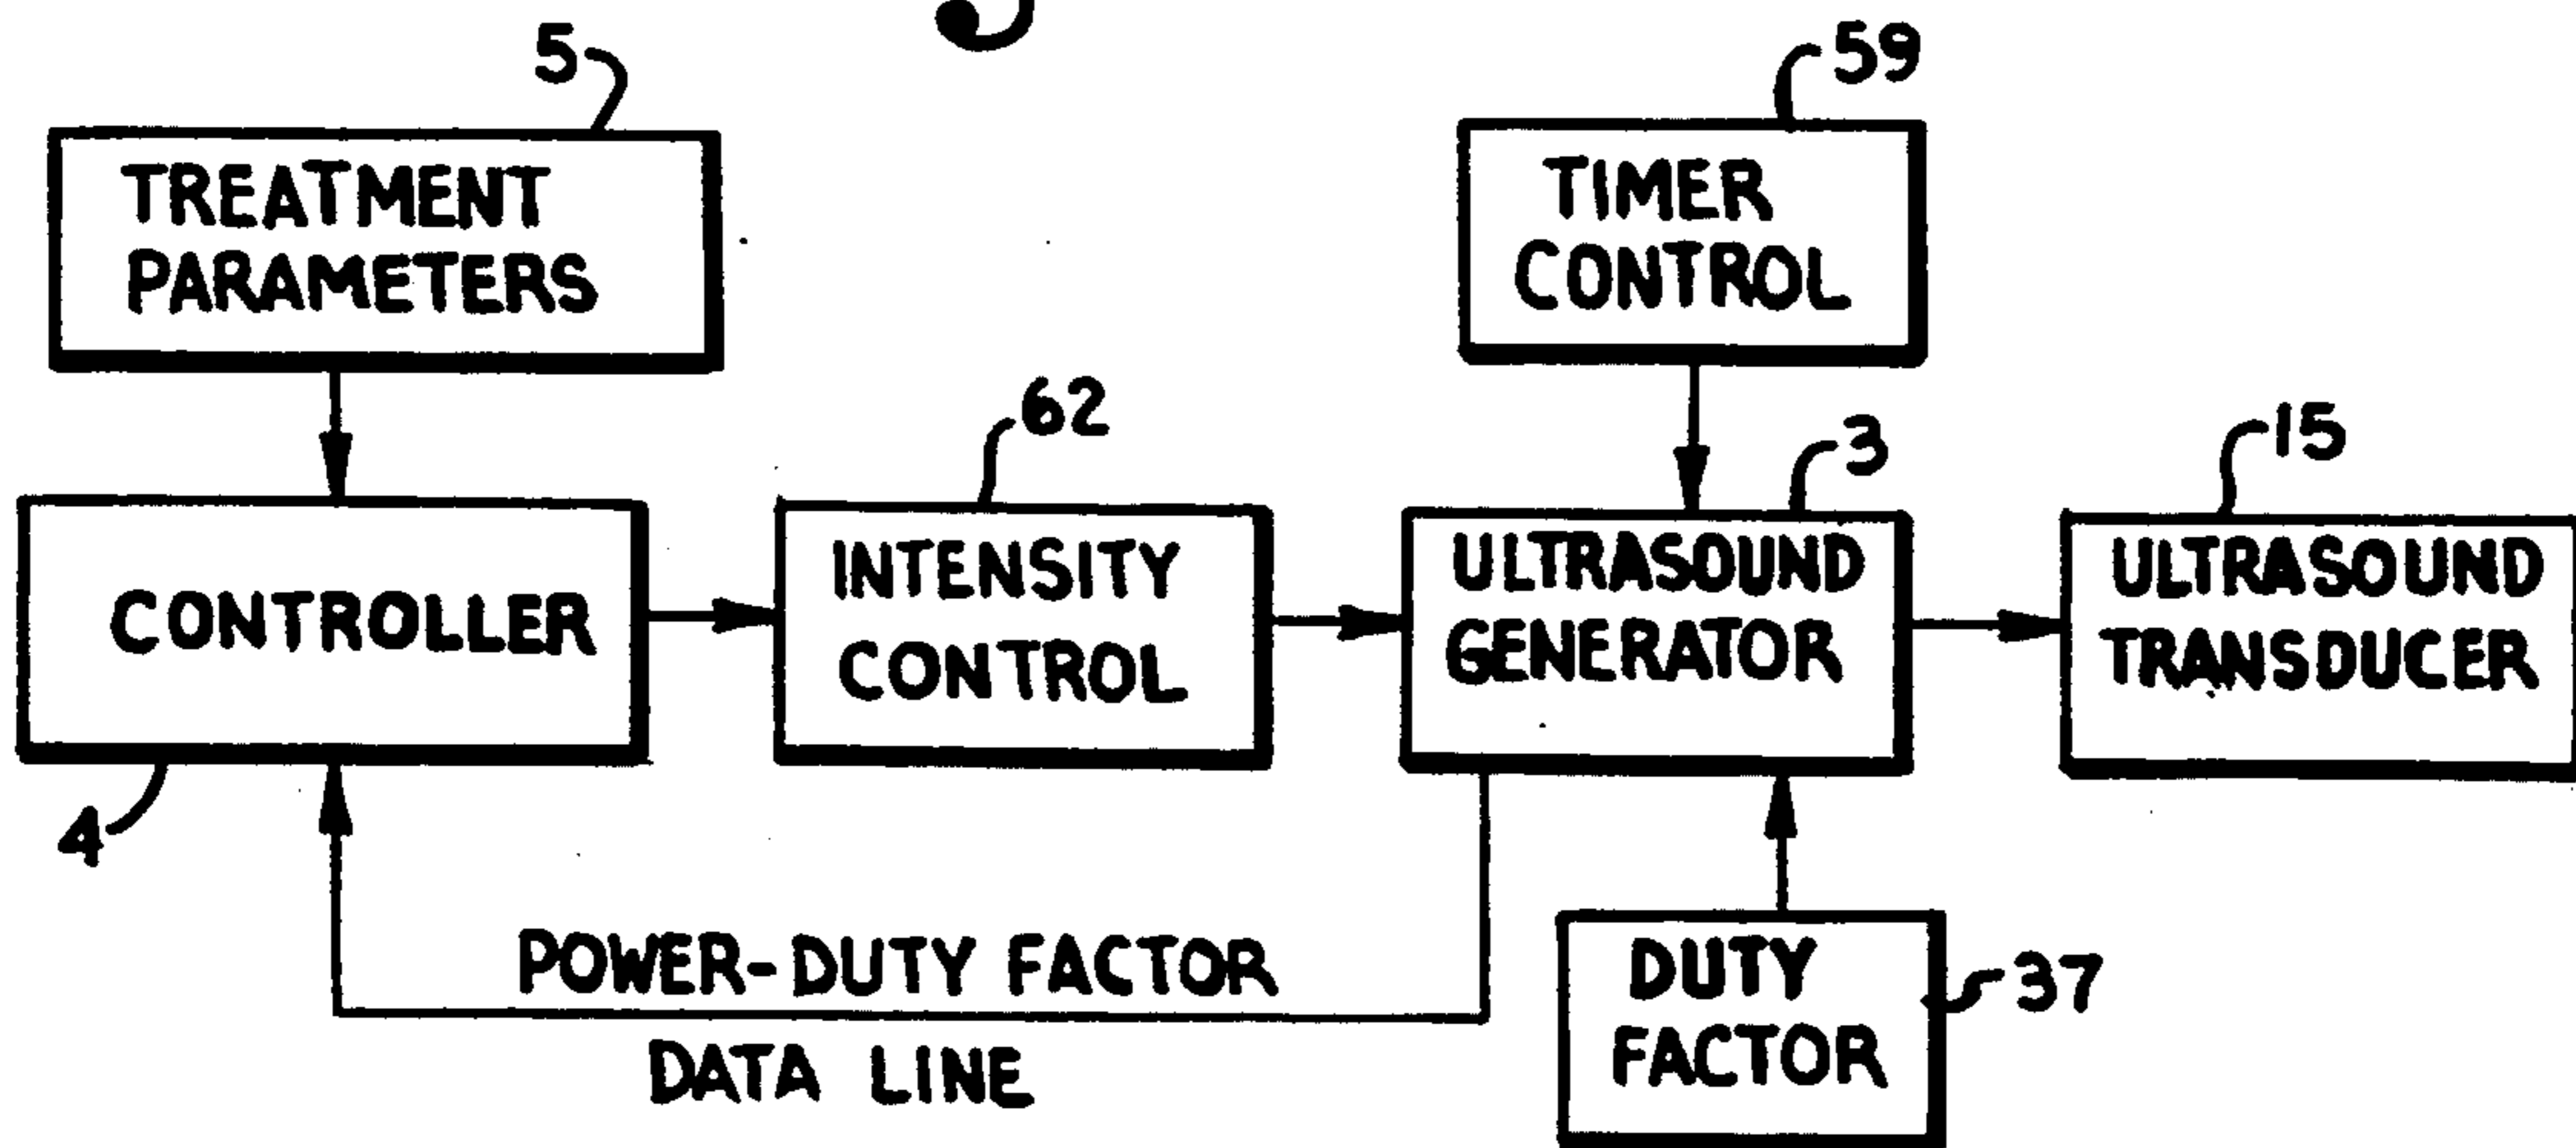 5
59
TREATMENT
PARAMETERS
TIMER
CONTROL
62
3
15
CONTROLLER
INTENSITY
CONTROL
ULTRASOUND
GENERATOR
ULTRASOUND
TRANSDUCER
4
POWER-DUTY FACTOR
DATA LINE
DUTY
FACTOR
37